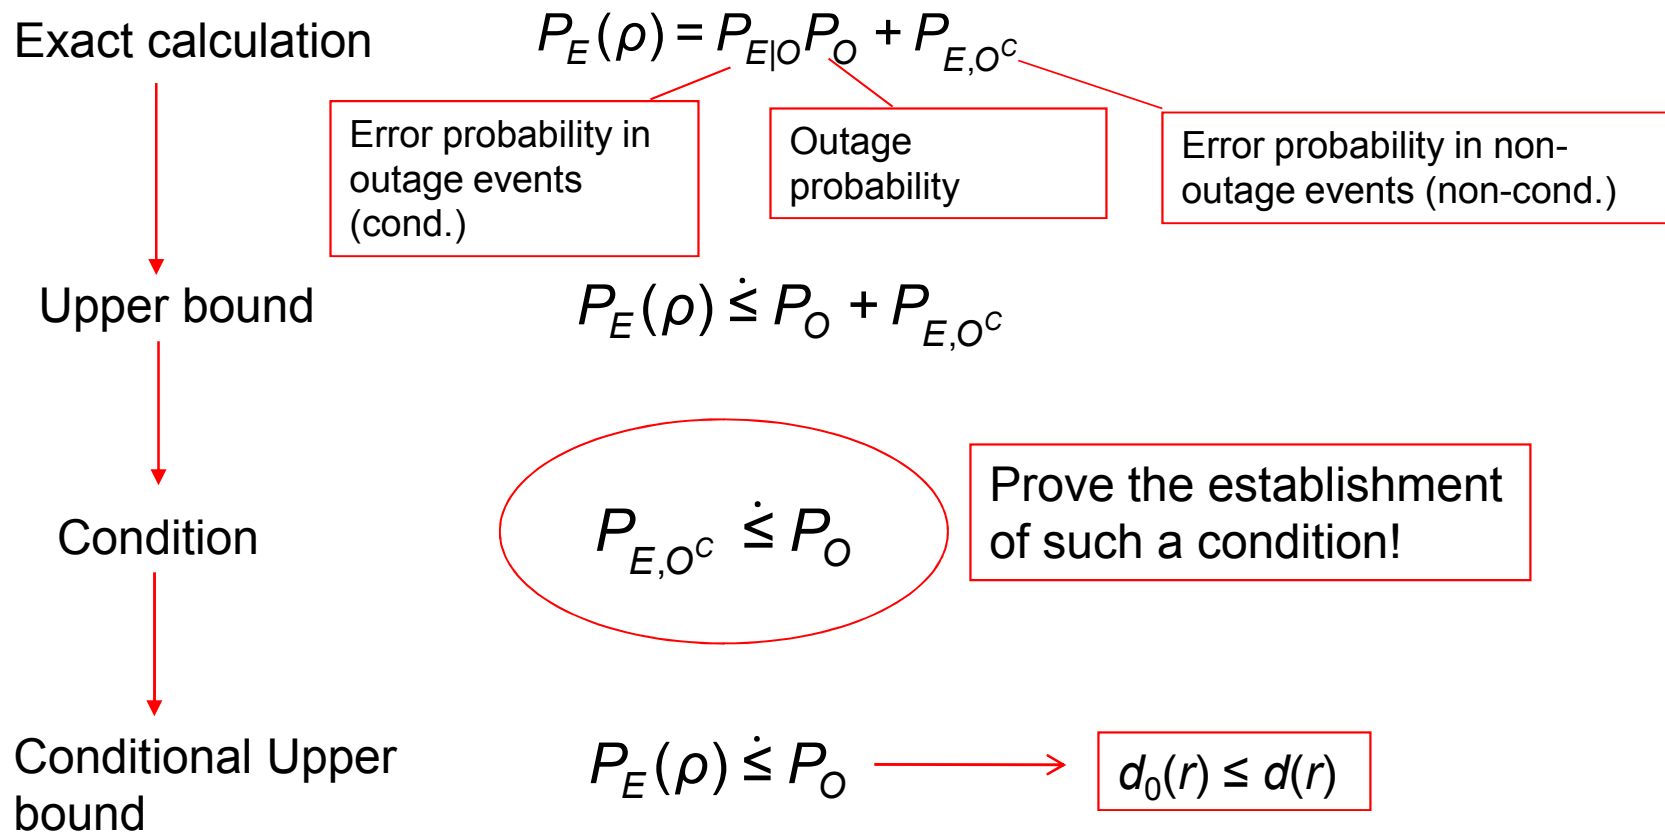 Exact calculation
P_E(ρ) = P_{E|O}P_O + P_{E,O^C}
Error probability in
outage events
(cond.)
Outage
probability
Error probability in non-
outage events (non-cond.)
Upper bound
P_E(ρ) ≤̇ P_O + P_{E,O^C}
Condition
P_{E,O^C} ≤̇ P_O
Prove the establishment
of such a condition!
Conditional Upper
bound
P_E(ρ) ≤̇ P_O
d_0(r) ≤ d(r)